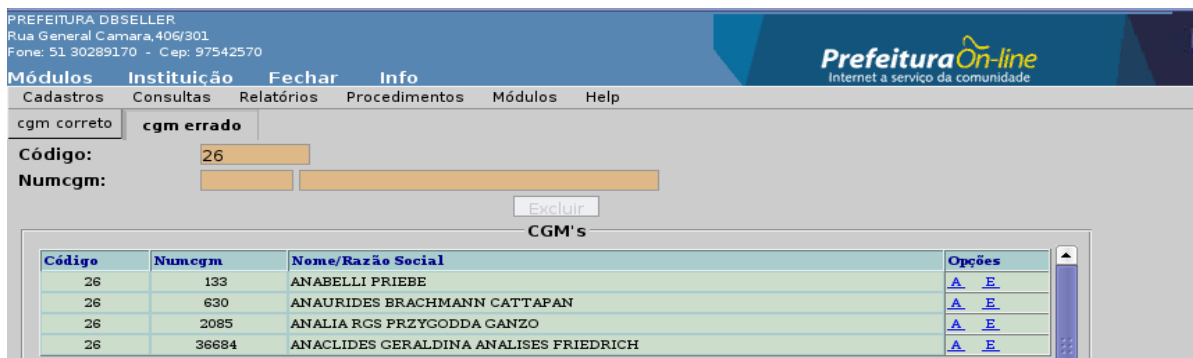 PREFEITURA DBSELLER
Rua General Camara,406/301
Fone: 51 30289170 - Cep: 97542570
PrefeituraOn-line
Internet a serviço da comunidade
Módulos Instituição Fechar Info
Cadastros Consultas Relatórios Procedimentos Módulos Help
cgm correto cgm errado
Código: 26
Numcgm:
Excluir
CGM's
Código Numcgm Nome/Razão Social Opções
26 133 ANABELLI PRIEBE A E
26 630 ANAURIDES BRACHMANN CATTAPAN A E
26 2085 ANALIA RGS PRZYGODDA GANZO A E
26 36684 ANACLIDES GERALDINA ANALISES FRIEDRICH A E